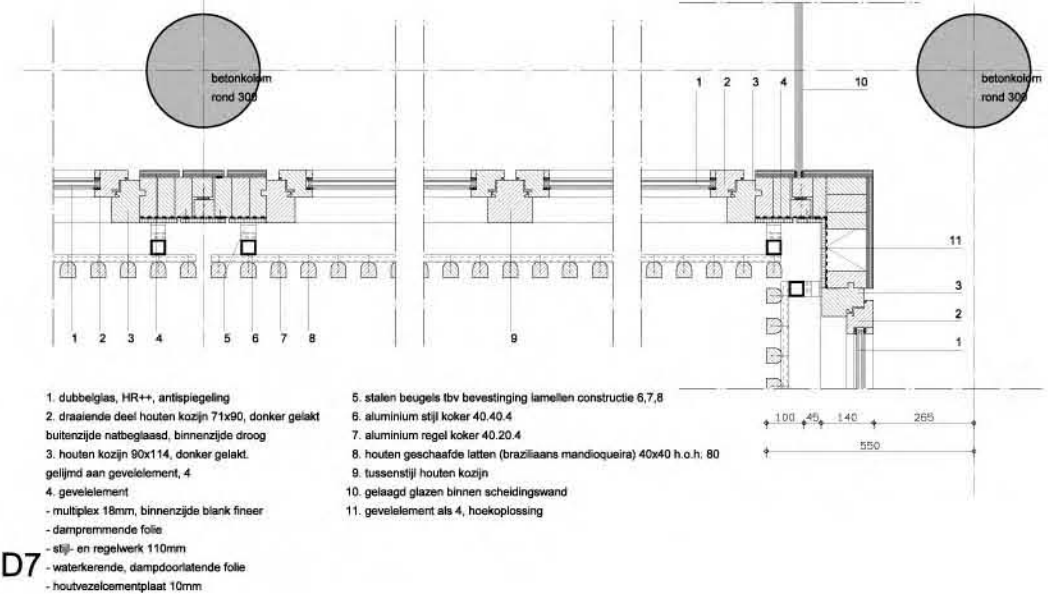 betonkolom
rond 300
betonkolom
rond 300
1 2 3 4 10
11
3
2
1
1 2 3 4 5 6 7 8 9
100 45 140 265
550
1. dubbelglas, HR++, antispiegeling
2. draaiende deel houten kozijn 71x90, donker gelakt
buitenzijde natbeglaasd, binnenzijde droog
3. houten kozijn 90x114, donker gelakt.
gelijmd aan gevelelement, 4
4. gevelelement
- multiplex 18mm, binnenzijde blank fineer
- dampremmende folie
- stijl- en regelwerk 110mm
- waterkerende, dampdoorlatende folie
- houtvezelcementplaat 10mm
5. stalen beugels tbv bevestinging lamellen constructie 6,7,8
6. aluminium stijl koker 40.40.4
7. aluminium regel koker 40.20.4
8. houten geschaafde latten (braziliaans mandioqueira) 40x40 h.o.h. 80
9. tussenstijl houten kozijn
10. gelaagd glazen binnen scheidingswand
11. gevelelement als 4, hoekoplossing
D7